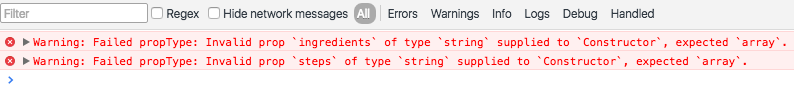 Filter Regex Hide network messages All Errors Warnings Info Logs Debug Handled
Warning: Failed propType: Invalid prop `ingredients` of type `string` supplied to `Constructor`, expected `array`.
Warning: Failed propType: Invalid prop `steps` of type `string` supplied to `Constructor`, expected `array`.